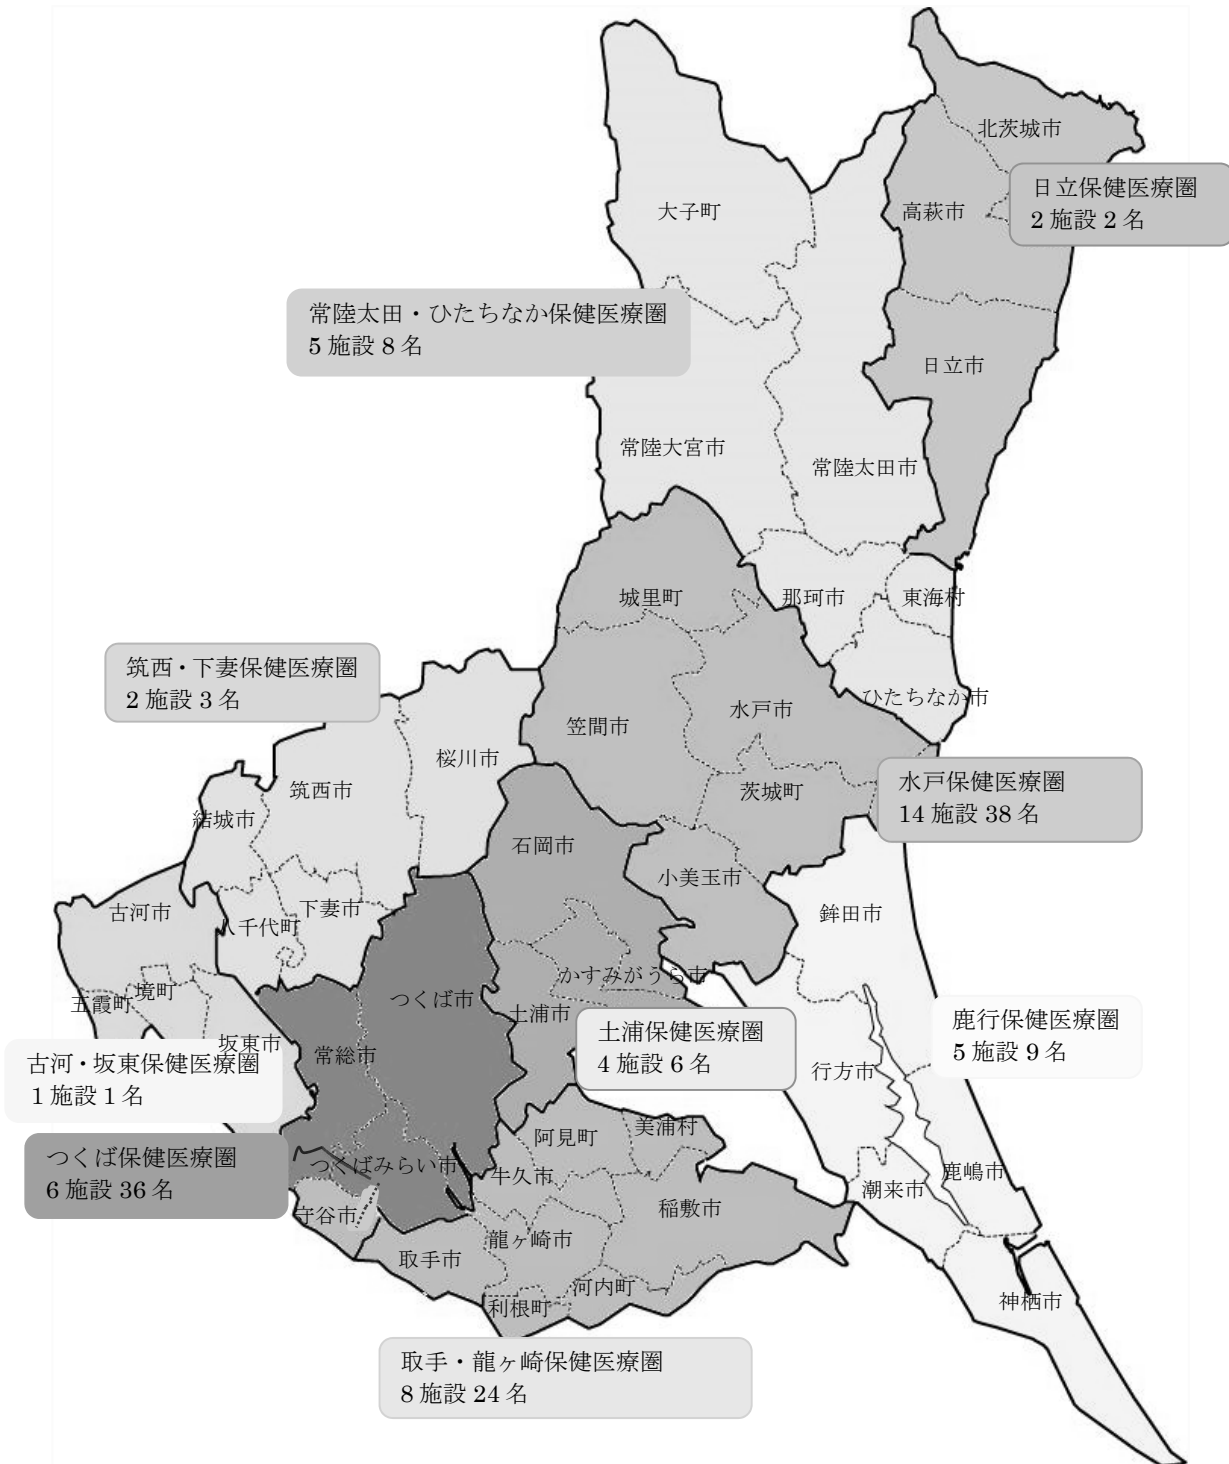 北茨城市
日立保健医療圏
2 施設 2 名
大子町
高萩市
常陸太田・ひたちなか保健医療圏
5 施設 8 名
日立市
常陸大宮市
常陸太田市
城里町
那珂市
東海村
筑西・下妻保健医療圏
2 施設 3 名
ひたちなか市
水戸市
笠間市
桜川市
筑西市
茨城町
水戸保健医療圏
14 施設 38 名
結城市
石岡市
小美玉市
古河市
八千代町
下妻市
鉾田市
かすみがうら市
五霞町
境町
つくば市
土浦市
坂東市
常総市
土浦保健医療圏
4 施設 6 名
鹿行保健医療圏
5 施設 9 名
古河・坂東保健医療圏
1 施設 1 名
行方市
阿見町
美浦村
つくば保健医療圏
6 施設 36 名
つくばみらい市
牛久市
潮来市
鹿嶋市
守谷市
稲敷市
取手市
龍ヶ崎市
利根町
河内町
神栖市
取手・龍ヶ崎保健医療圏
8 施設 24 名